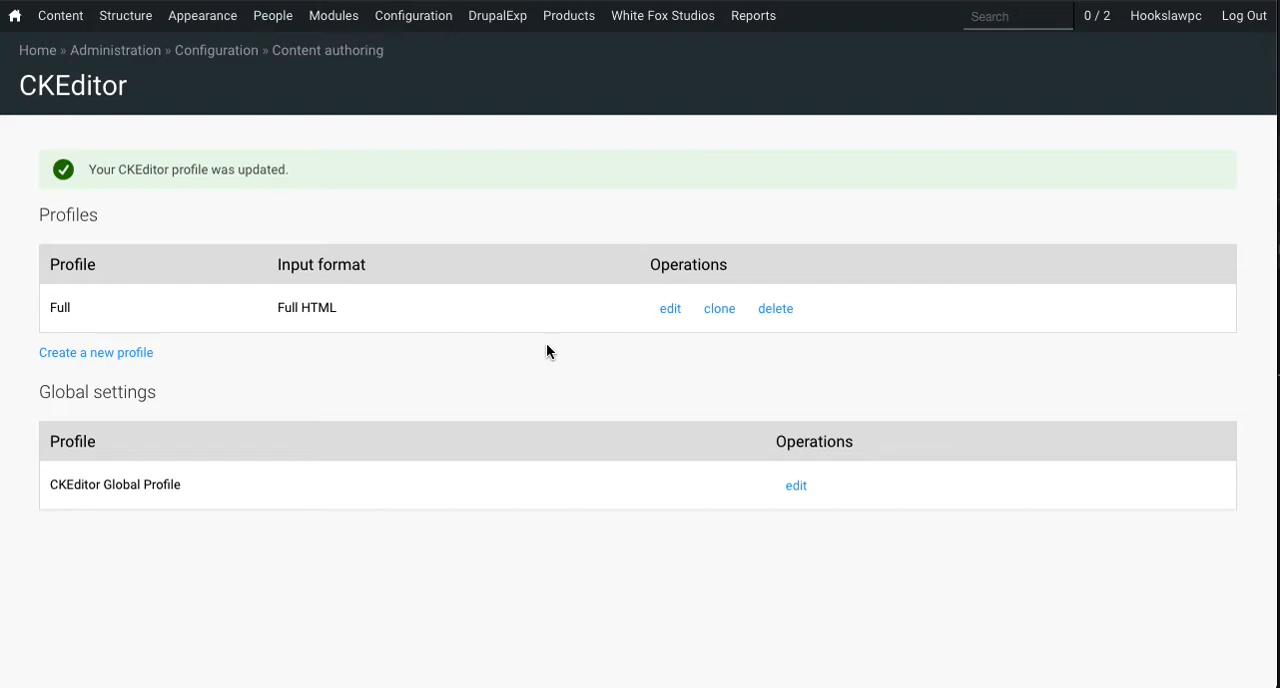 Content Structure Appearance People Modules Configuration DrupalExp Products White Fox Studios Reports Search 0 / 2 Hookslawpc Log Out
Home » Administration » Configuration » Content authoring
CKEditor
Your CKEditor profile was updated.
Profiles
Profile Input format Operations
Full Full HTML edit clone delete
Create a new profile
Global settings
Profile Operations
CKEditor Global Profile edit